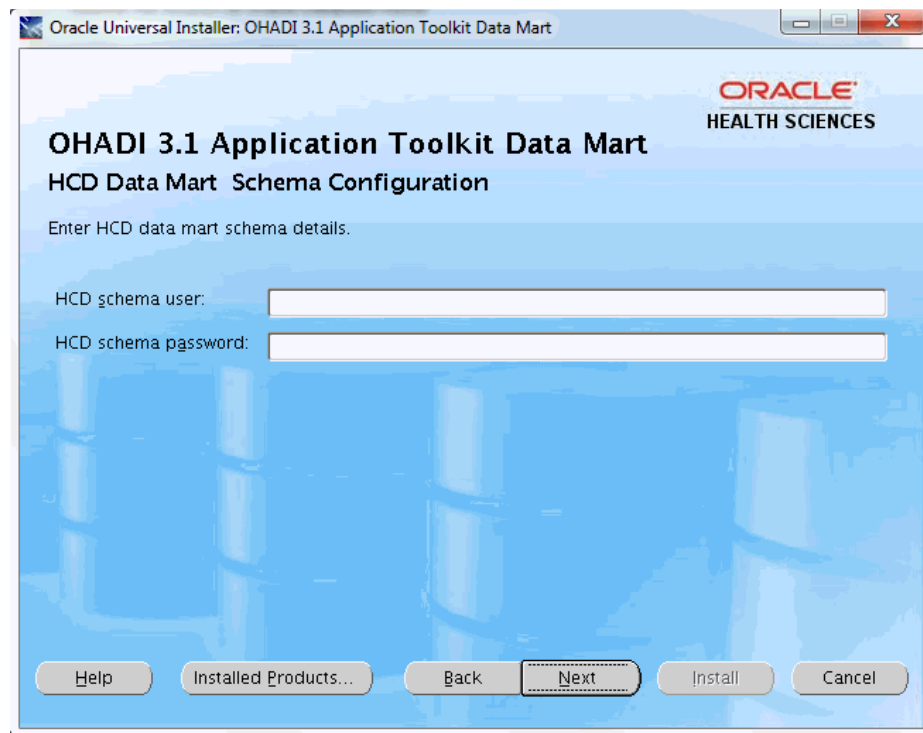 Oracle Universal Installer: OHADI 3.1 Application Toolkit Data Mart
ORACLE
HEALTH SCIENCES
OHADI 3.1 Application Toolkit Data Mart
HCD Data Mart Schema Configuration
Enter HCD data mart schema details.
HCD schema user:
HCD schema password:
Help
Installed Products...
Back
Next
Install
Cancel